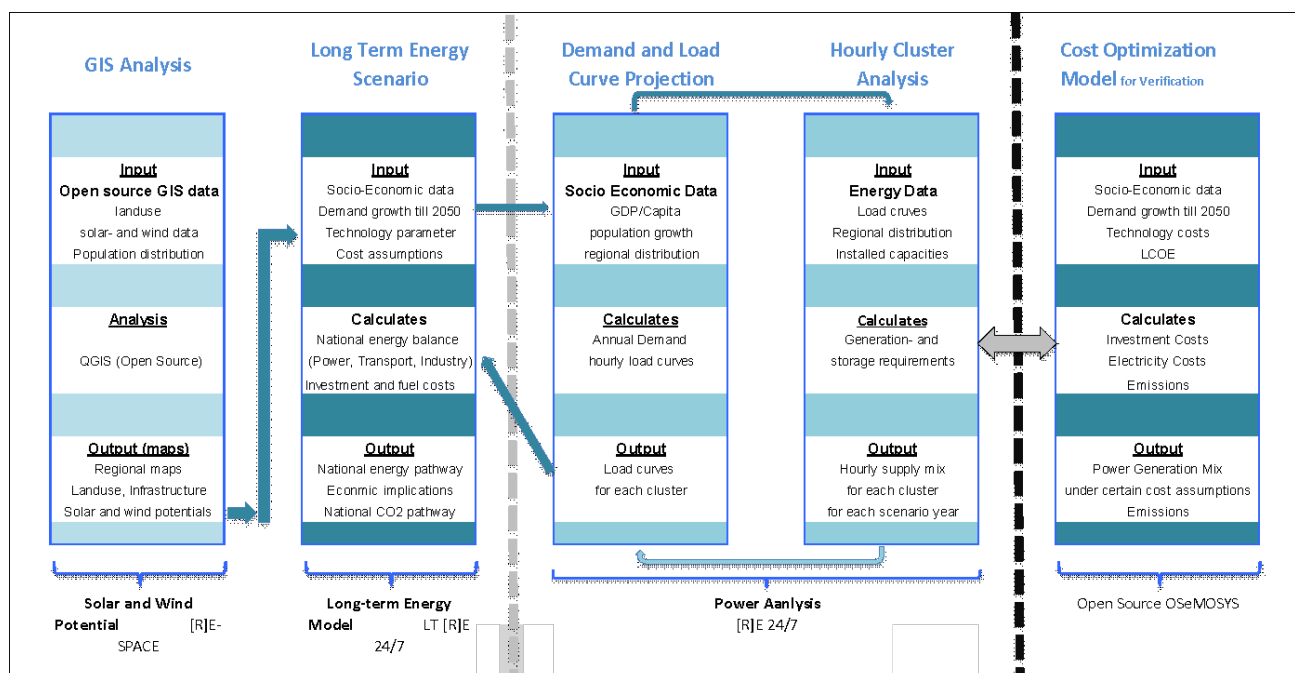 GIS Analysis
Long Term Energy
Scenario
Demand and Load
Curve Projection
Hourly Cluster
Analysis
Cost Optimization
Model for Verification
Input
Open source GIS data
landuse
solar- and wind data
Population distribution
Analysis
QGIS (Open Source)
Output (maps)
Regional maps
Landuse, Infrastructure
Solar and wind potentials
Input
Socio-Economic data
Demand growth till 2050
Technology parameter
Cost assumptions
Calculates
National energy balance
(Power, Transport, Industry)
Investment and fuel costs
Output
National energy pathway
Econmic implications
National CO2 pathway
Input
Socio Economic Data
GDP/Capita
population growth
regional distribution
Calculates
Annual Demand
hourly load curves
Output
Load curves
for each cluster
Input
Energy Data
Load cruves
Regional distribution
Installed capacities
Calculates
Generation- and
storage requirements
Output
Hourly supply mix
for each cluster
for each scenario year
Input
Socio-Economic data
Demand growth till 2050
Technology costs
LCOE
Calculates
Investment Costs
Electricity Costs
Emissions
Output
Power Generation Mix
under certain cost assumptions
Emissions
Solar and Wind
Potential [R]E-
SPACE
Long-term Energy
Model LT [R]E
24/7
Power Aanlysis
[R]E 24/7
Open Source OSeMOSYS